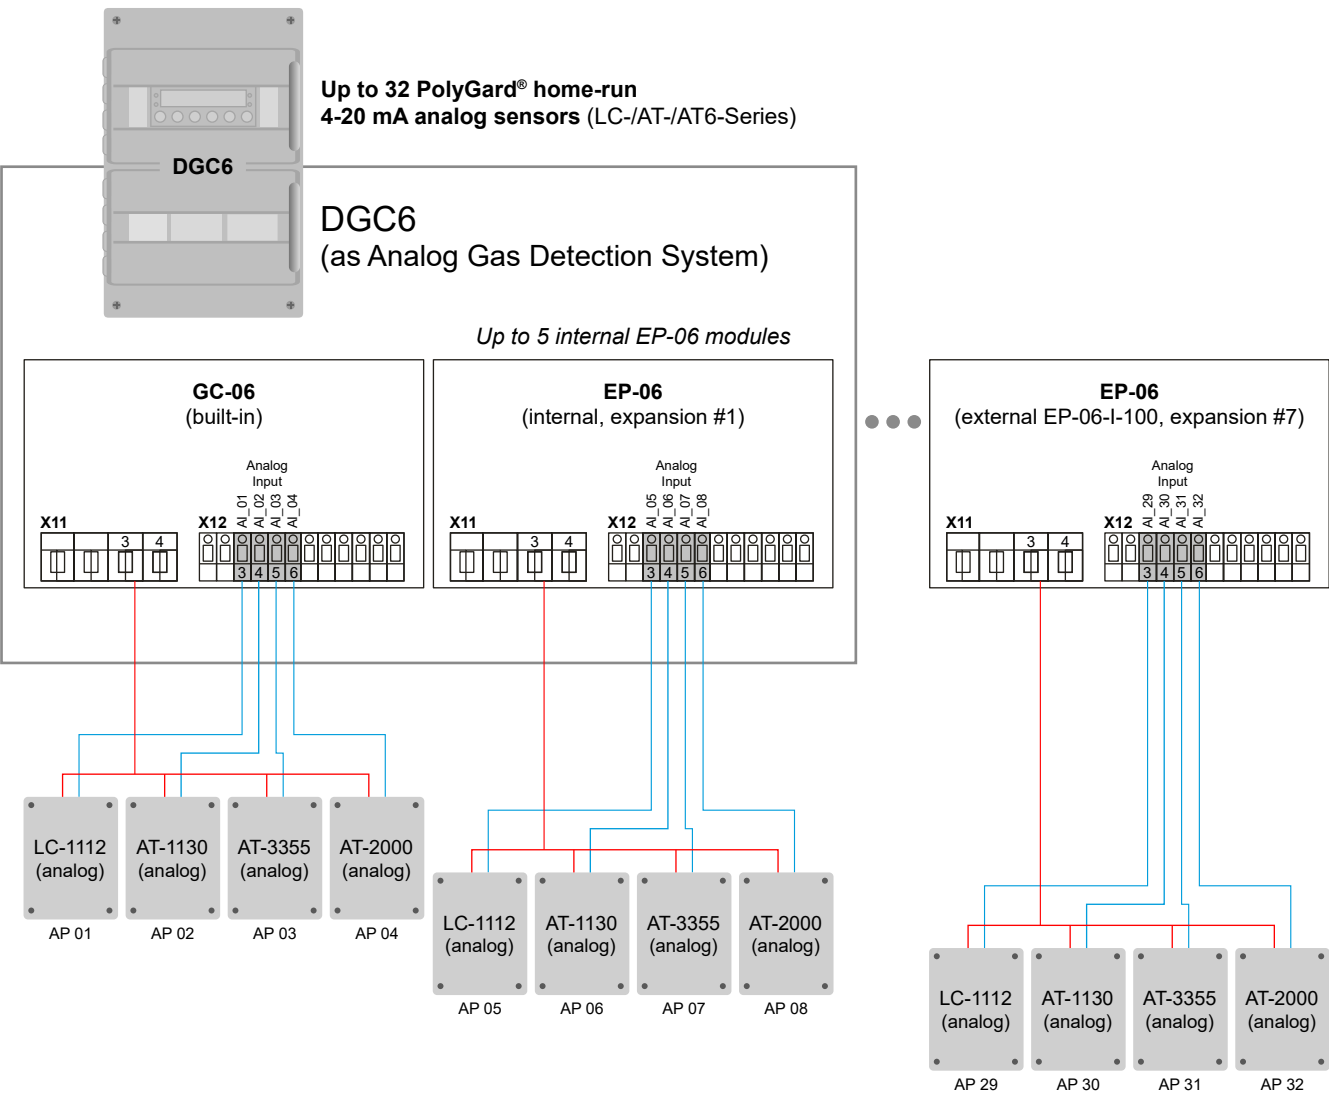 Up to 32 PolyGard® home-run
4-20 mA analog sensors (LC-/AT-/AT6-Series)
DGC6
DGC6
(as Analog Gas Detection System)
Up to 5 internal EP-06 modules
GC-06
(built-in)
Analog
Input
AI_01
AI_02
AI_03
AI_04
X11
3 4
X12
3 4 5 6
EP-06
(internal, expansion #1)
Analog
Input
AI_05
AI_06
AI_07
AI_08
X11
3 4
X12
3 4 5 6
EP-06
(external EP-06-I-100, expansion #7)
Analog
Input
AI_29
AI_30
AI_31
AI_32
X11
3 4
X12
3 4 5 6
LC-1112
(analog)
AP 01
AT-1130
(analog)
AP 02
AT-3355
(analog)
AP 03
AT-2000
(analog)
AP 04
LC-1112
(analog)
AP 05
AT-1130
(analog)
AP 06
AT-3355
(analog)
AP 07
AT-2000
(analog)
AP 08
LC-1112
(analog)
AP 29
AT-1130
(analog)
AP 30
AT-3355
(analog)
AP 31
AT-2000
(analog)
AP 32